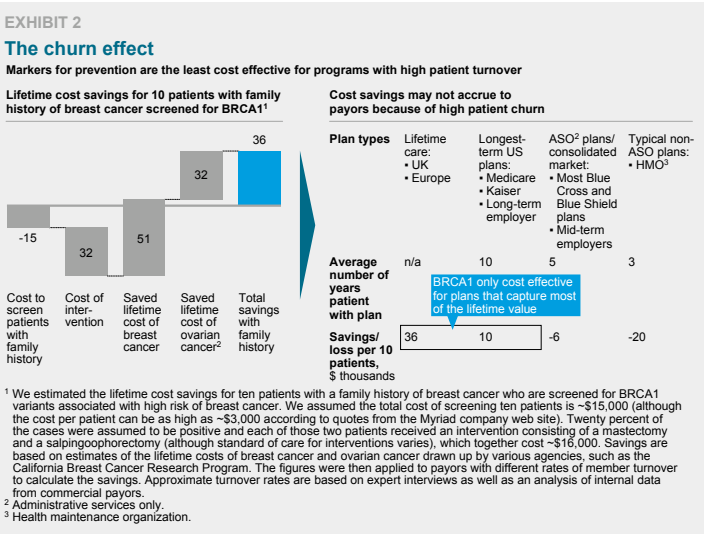 EXHIBIT 2
The churn effect
Markers for prevention are the least cost effective for programs with high patient turnover
Lifetime cost savings for 10 patients with family
history of breast cancer screened for BRCA1¹
-15
32
51
32
36
Cost to
screen
patients
with
family
history
Cost of
inter-
vention
Saved
lifetime
cost of
breast
cancer
Saved
lifetime
cost of
ovarian
cancer²
Total
savings
with
family
history
Cost savings may not accrue to
payors because of high patient churn
Plan types
Lifetime
care:
▪ UK
▪ Europe
Longest-
term US
plans:
▪ Medicare
▪ Kaiser
▪ Long-term
employer
ASO² plans/
consolidated
market:
▪ Most Blue
Cross and
Blue Shield
plans
▪ Mid-term
employers
Typical non-
ASO plans:
▪ HMO³
Average
number of
years
patient
with plan
n/a
10
5
3
BRCA1 only cost effective
for plans that capture most
of the lifetime value
Savings/
loss per 10
patients,
$ thousands
36
10
-6
-20
¹ We estimated the lifetime cost savings for ten patients with a family history of breast cancer who are screened for BRCA1
variants associated with high risk of breast cancer. We assumed the total cost of screening ten patients is ~$15,000 (although
the cost per patient can be as high as ~$3,000 according to quotes from the Myriad company web site). Twenty percent of
the cases were assumed to be positive and each of those two patients received an intervention consisting of a mastectomy
and a salpingoophorectomy (although standard of care for interventions varies), which together cost ~$16,000. Savings are
based on estimates of the lifetime costs of breast cancer and ovarian cancer drawn up by various agencies, such as the
California Breast Cancer Research Program. The figures were then applied to payors with different rates of member turnover
to calculate the savings. Approximate turnover rates are based on expert interviews as well as an analysis of internal data
from commercial payors.
² Administrative services only.
³ Health maintenance organization.